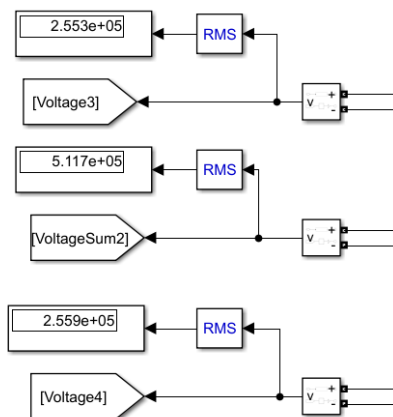 2.553e+05
RMS
[Voltage3]
v
+
-
5.117e+05
RMS
[VoltageSum2]
v
+
-
2.559e+05
RMS
[Voltage4]
v
+
-